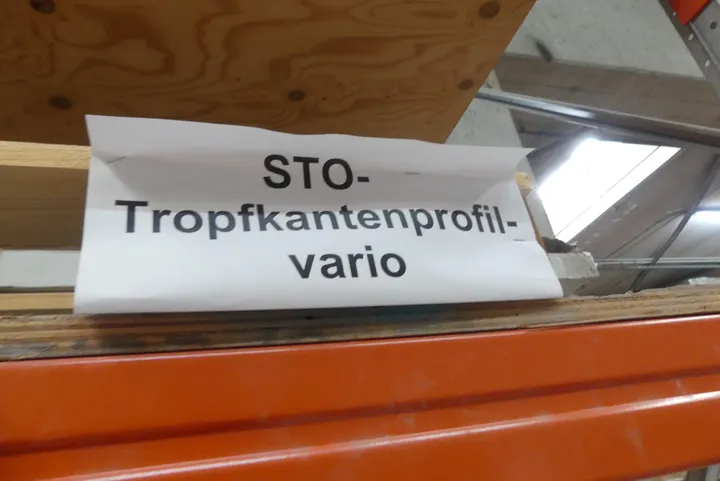 STO-
Tropfkantenprofil-
vario